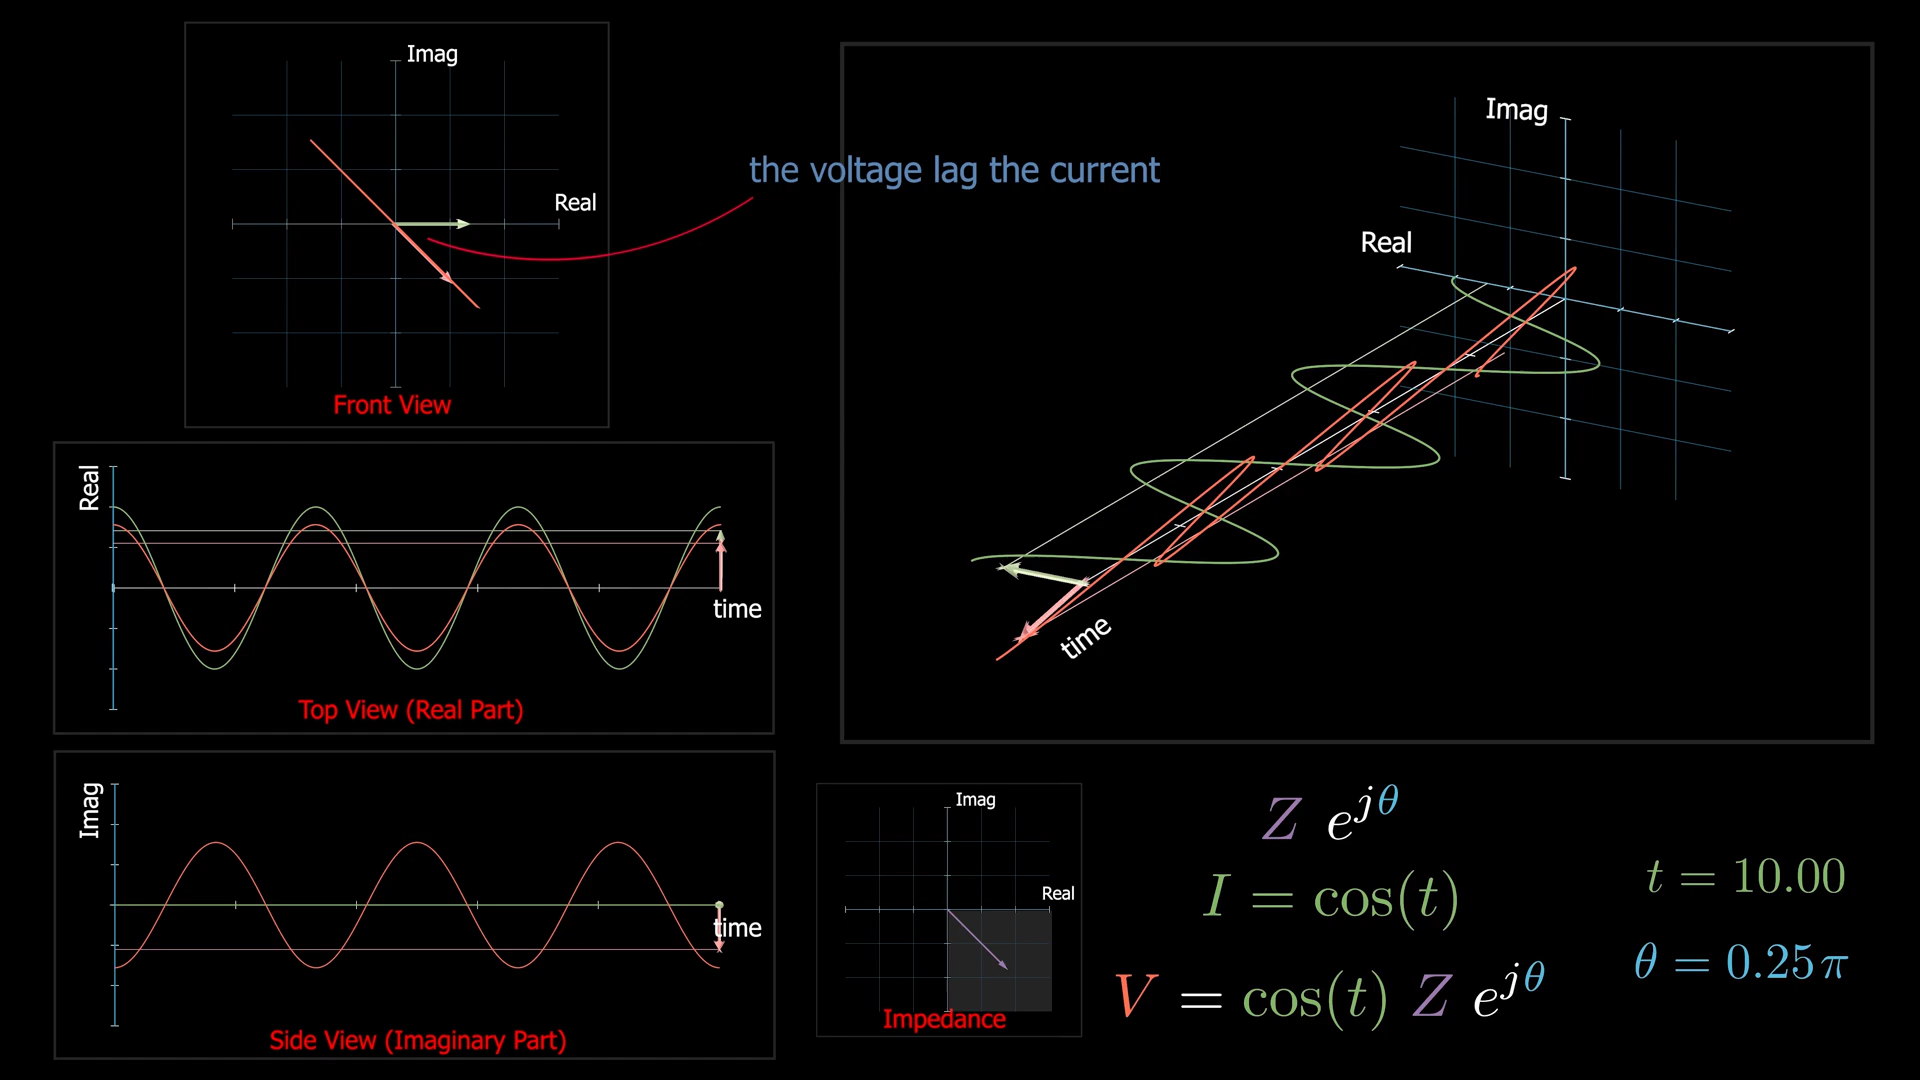 Imag
Real
Front View
the voltage lag the current
Imag
Real
time
Real
time
Top View (Real Part)
Imag
time
Side View (Imaginary Part)
Imag
Real
Impedance
Z e^{jθ}
I = cos(t)
V = cos(t) Z e^{jθ}
t = 10.00
θ = 0.25π